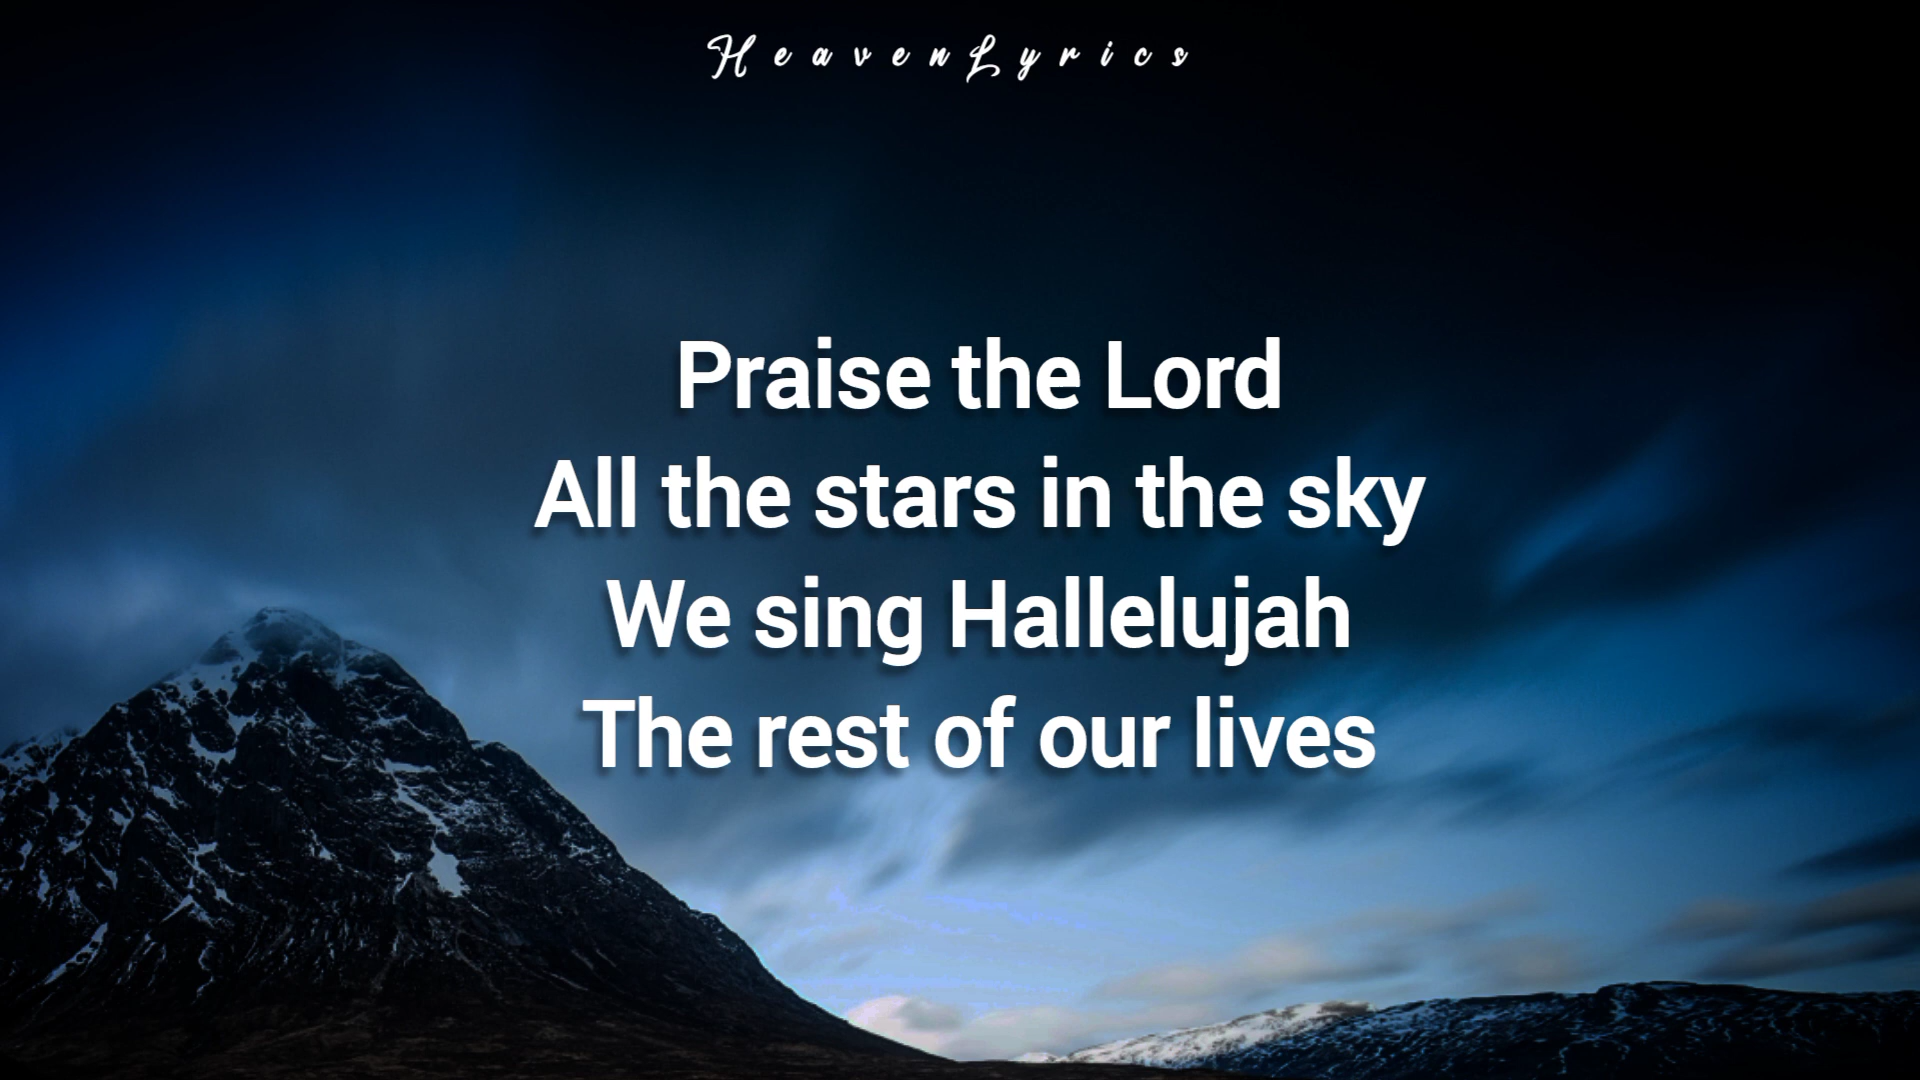 HeavenLyrics
Praise the Lord
All the stars in the sky
We sing Hallelujah
The rest of our lives